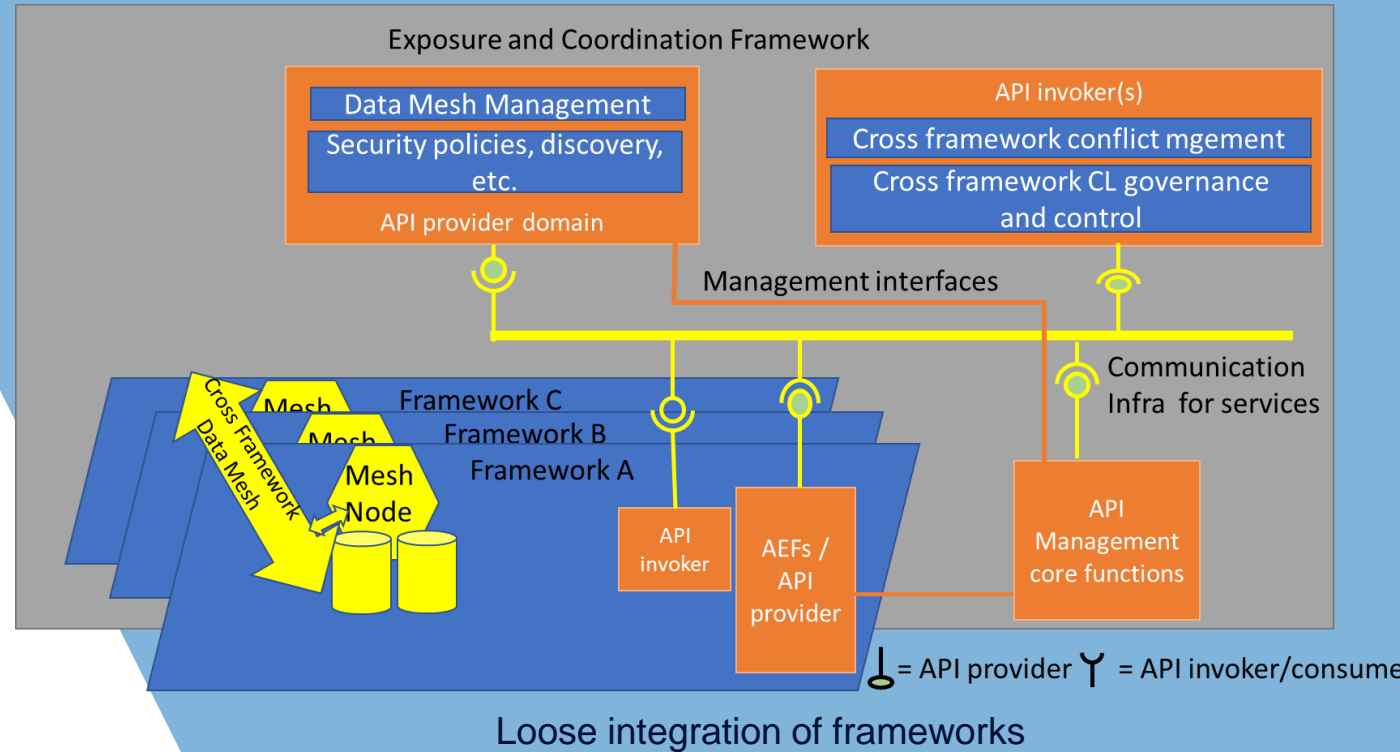 Exposure and Coordination Framework
Data Mesh Management
Security policies, discovery,
etc.
API provider domain
API invoker(s)
Cross framework conflict mgement
Cross framework CL governance
and control
Management interfaces
Communication
Infra for services
Cross Framework
Data Mesh
Mesh
Framework C
Mesh
Framework B
Mesh
Node
Framework A
API
invoker
AEFs /
API
provider
API
Management
core functions
= API provider
= API invoker/consume
Loose integration of frameworks